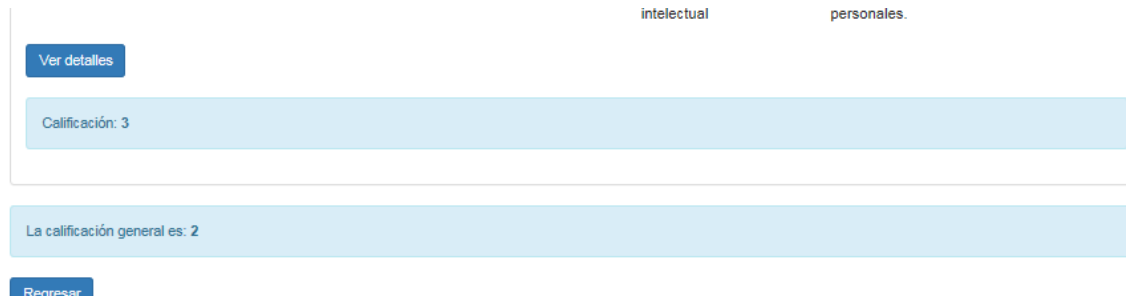 intelectual personales.
Ver detalles
Calificación: 3
La calificación general es: 2
Regresar